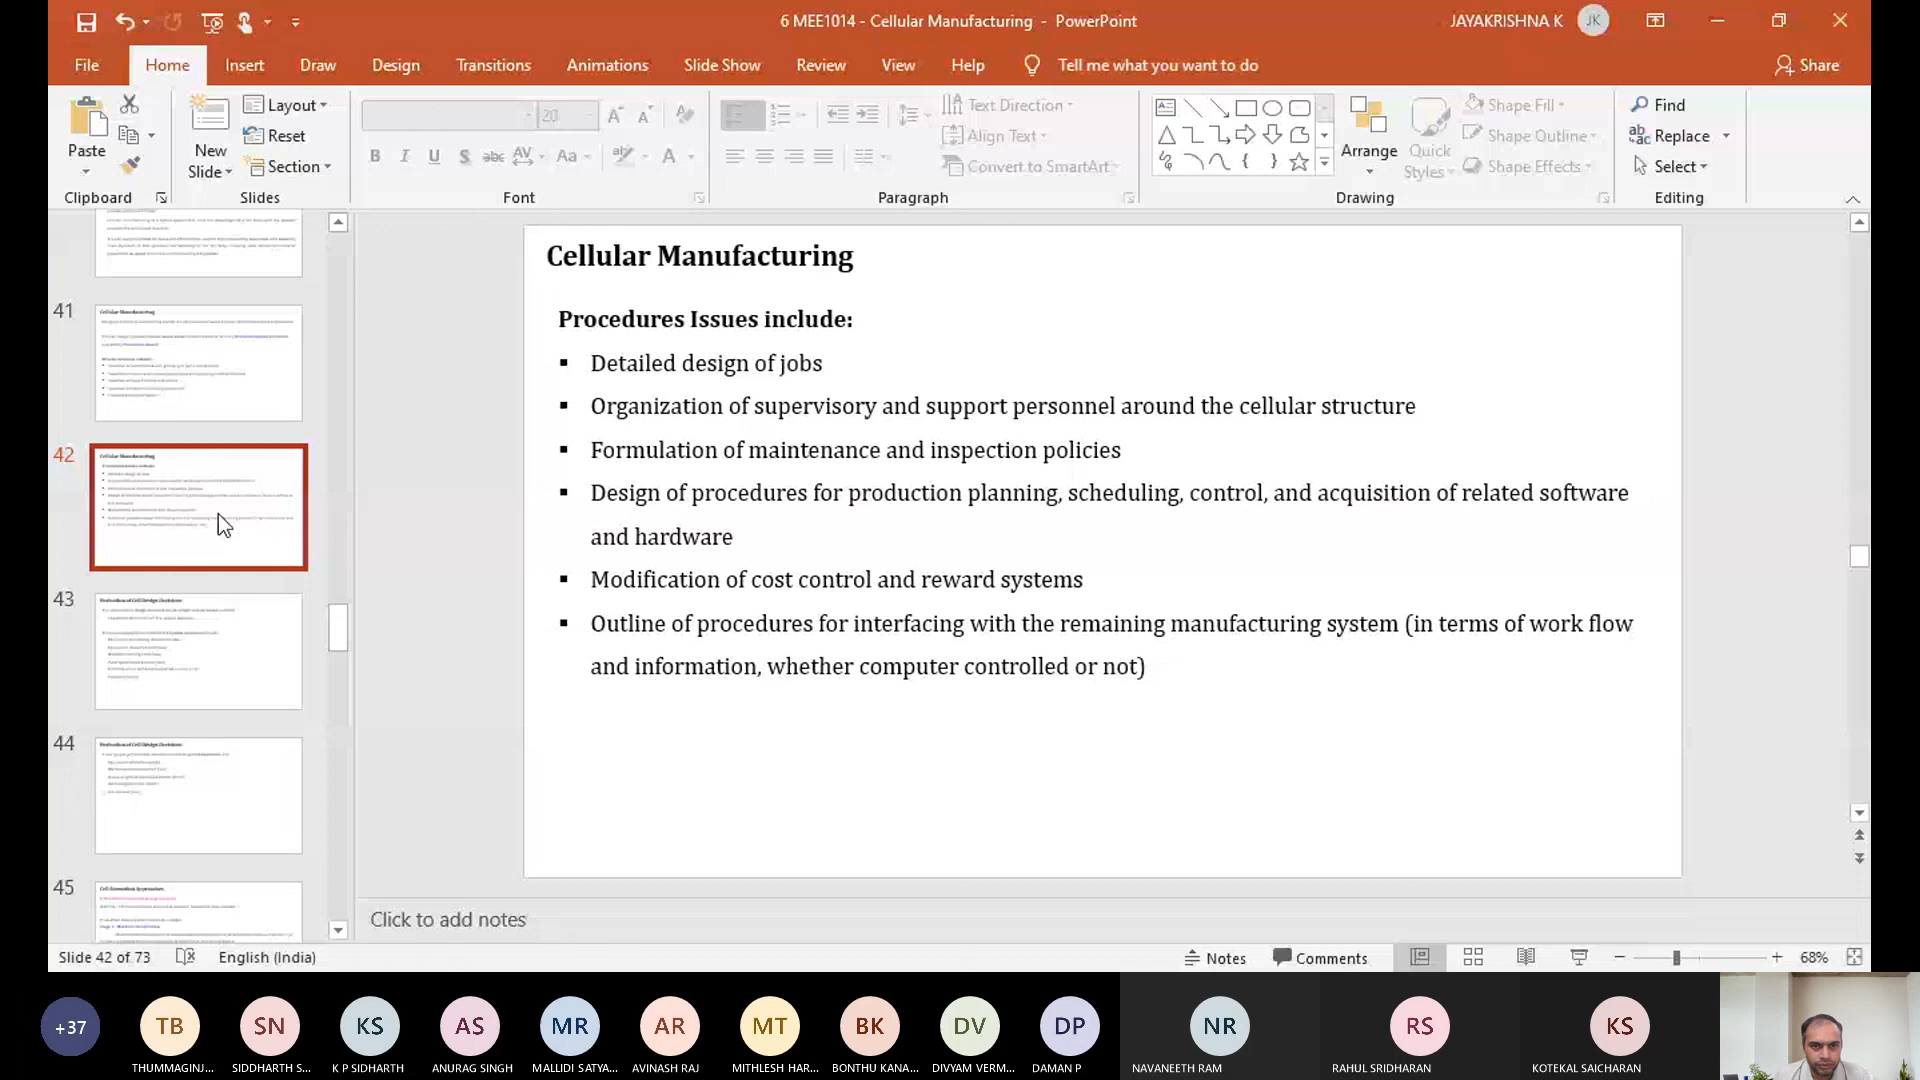 6 MEE1014 - Cellular Manufacturing - PowerPoint
JAYAKRISHNA K
JK
File
Home
Insert
Draw
Design
Transitions
Animations
Slide Show
Review
View
Help
Tell me what you want to do
Share
Paste
Clipboard
New
Slide
Layout
Reset
Section
Slides
20
Font
Text Direction
Align Text
Convert to SmartArt
Paragraph
Arrange
Quick
Styles
Shape Fill
Shape Outline
Shape Effects
Drawing
Find
Replace
Select
Editing
41
Cellular Manufacturing
42
Cellular Manufacturing
43
44
45
Cellular Manufacturing
Procedures Issues include:
▪ Detailed design of jobs
▪ Organization of supervisory and support personnel around the cellular structure
▪ Formulation of maintenance and inspection policies
▪ Design of procedures for production planning, scheduling, control, and acquisition of related software
and hardware
▪ Modification of cost control and reward systems
▪ Outline of procedures for interfacing with the remaining manufacturing system (in terms of work flow
and information, whether computer controlled or not)
Click to add notes
Slide 42 of 73
English (India)
Notes
Comments
68%
+37
TB
SN
KS
AS
MR
AR
MT
BK
DV
DP
NR
RS
KS
THUMMAGINJ...
SIDDHARTH S...
K P SIDHARTH
ANURAG SINGH
MALLIDI SATYA...
AVINASH RAJ
MITHLESH HAR...
BONTHU KANA...
DIVYAM VERM...
DAMAN P
NAVANEETH RAM
RAHUL SRIDHARAN
KOTEKAL SAICHARAN